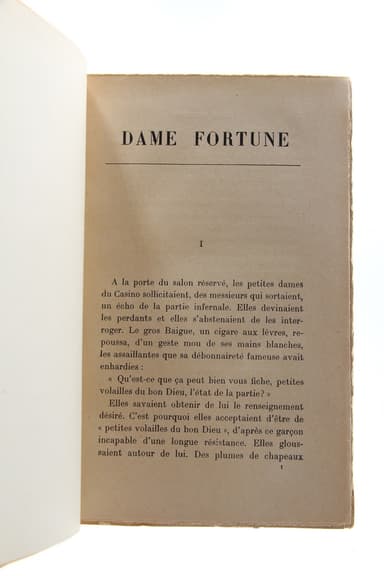 DAME FORTUNE
I
A la porte du salon réservé, les petites dames
du Casino sollicitaient, des messieurs qui sortaient,
un écho de la partie infernale. Elles devinaient
les perdants et elles s'abstenaient de les inter-
roger. Le gros Baigue, un cigare aux lèvres, re-
poussa, d'un geste mou de ses mains blanches,
les assaillantes que sa débonnaireté fameuse avait
enhardies :
« Qu'est-ce que ça peut bien vous fiche, petites
volailles du bon Dieu, l'état de la partie? »
Elles savaient obtenir de lui le renseignement
désiré. C'est pourquoi elles acceptaient d'être de
« petites volailles du bon Dieu », d'après ce garçon
incapable d'une longue résistance. Elles glous-
saient autour de lui. Des plumes de chapeaux
1